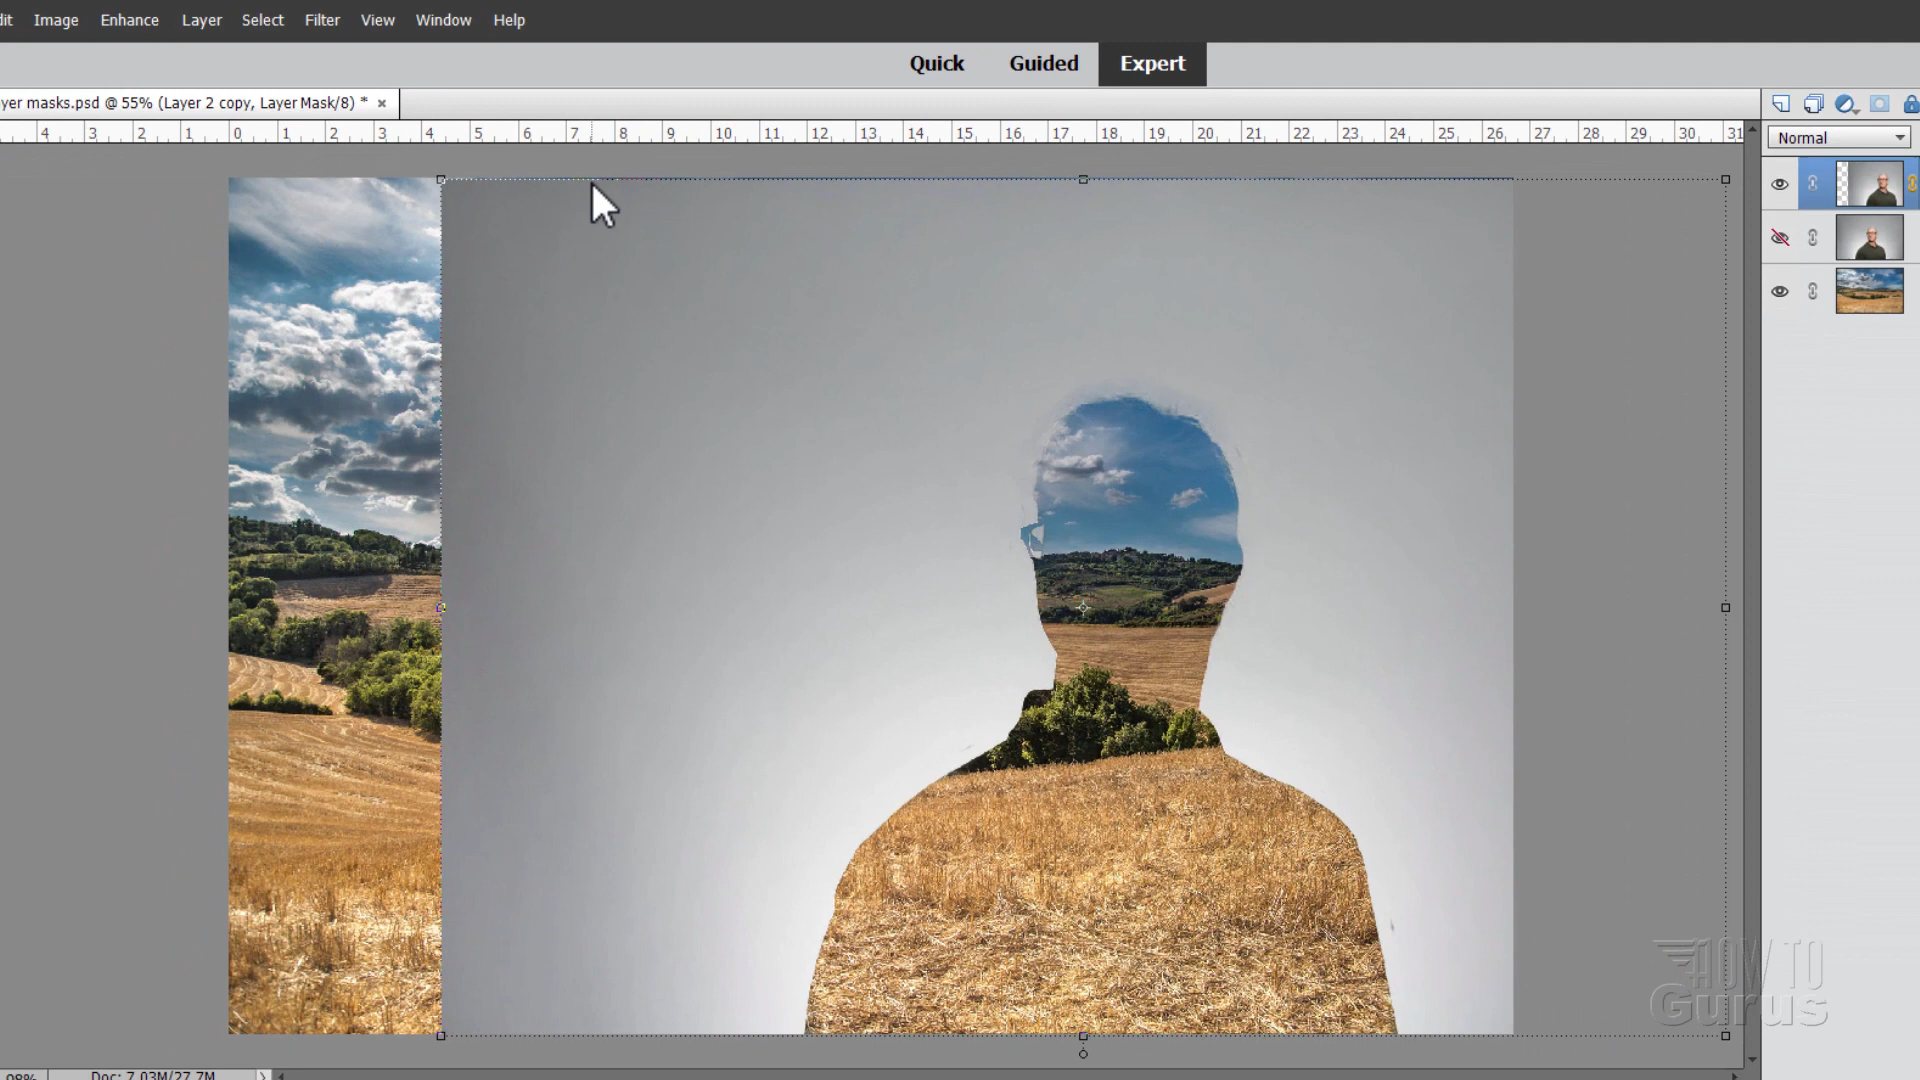 dit Image Enhance Layer Select Filter View Window Help
Quick Guided Expert
yer masks.psd @ 55% (Layer 2 copy, Layer Mask/8) * ×
4 3 2 1 0 1 2 3 4 5 6 7 8 9 10 11 12 13 14 15 16 17 18 19 20 21 22 23 24 25 26 27 28 29 30 31
Normal
HOW TO
Gurus
98% Doc: 7.03M/27.7M